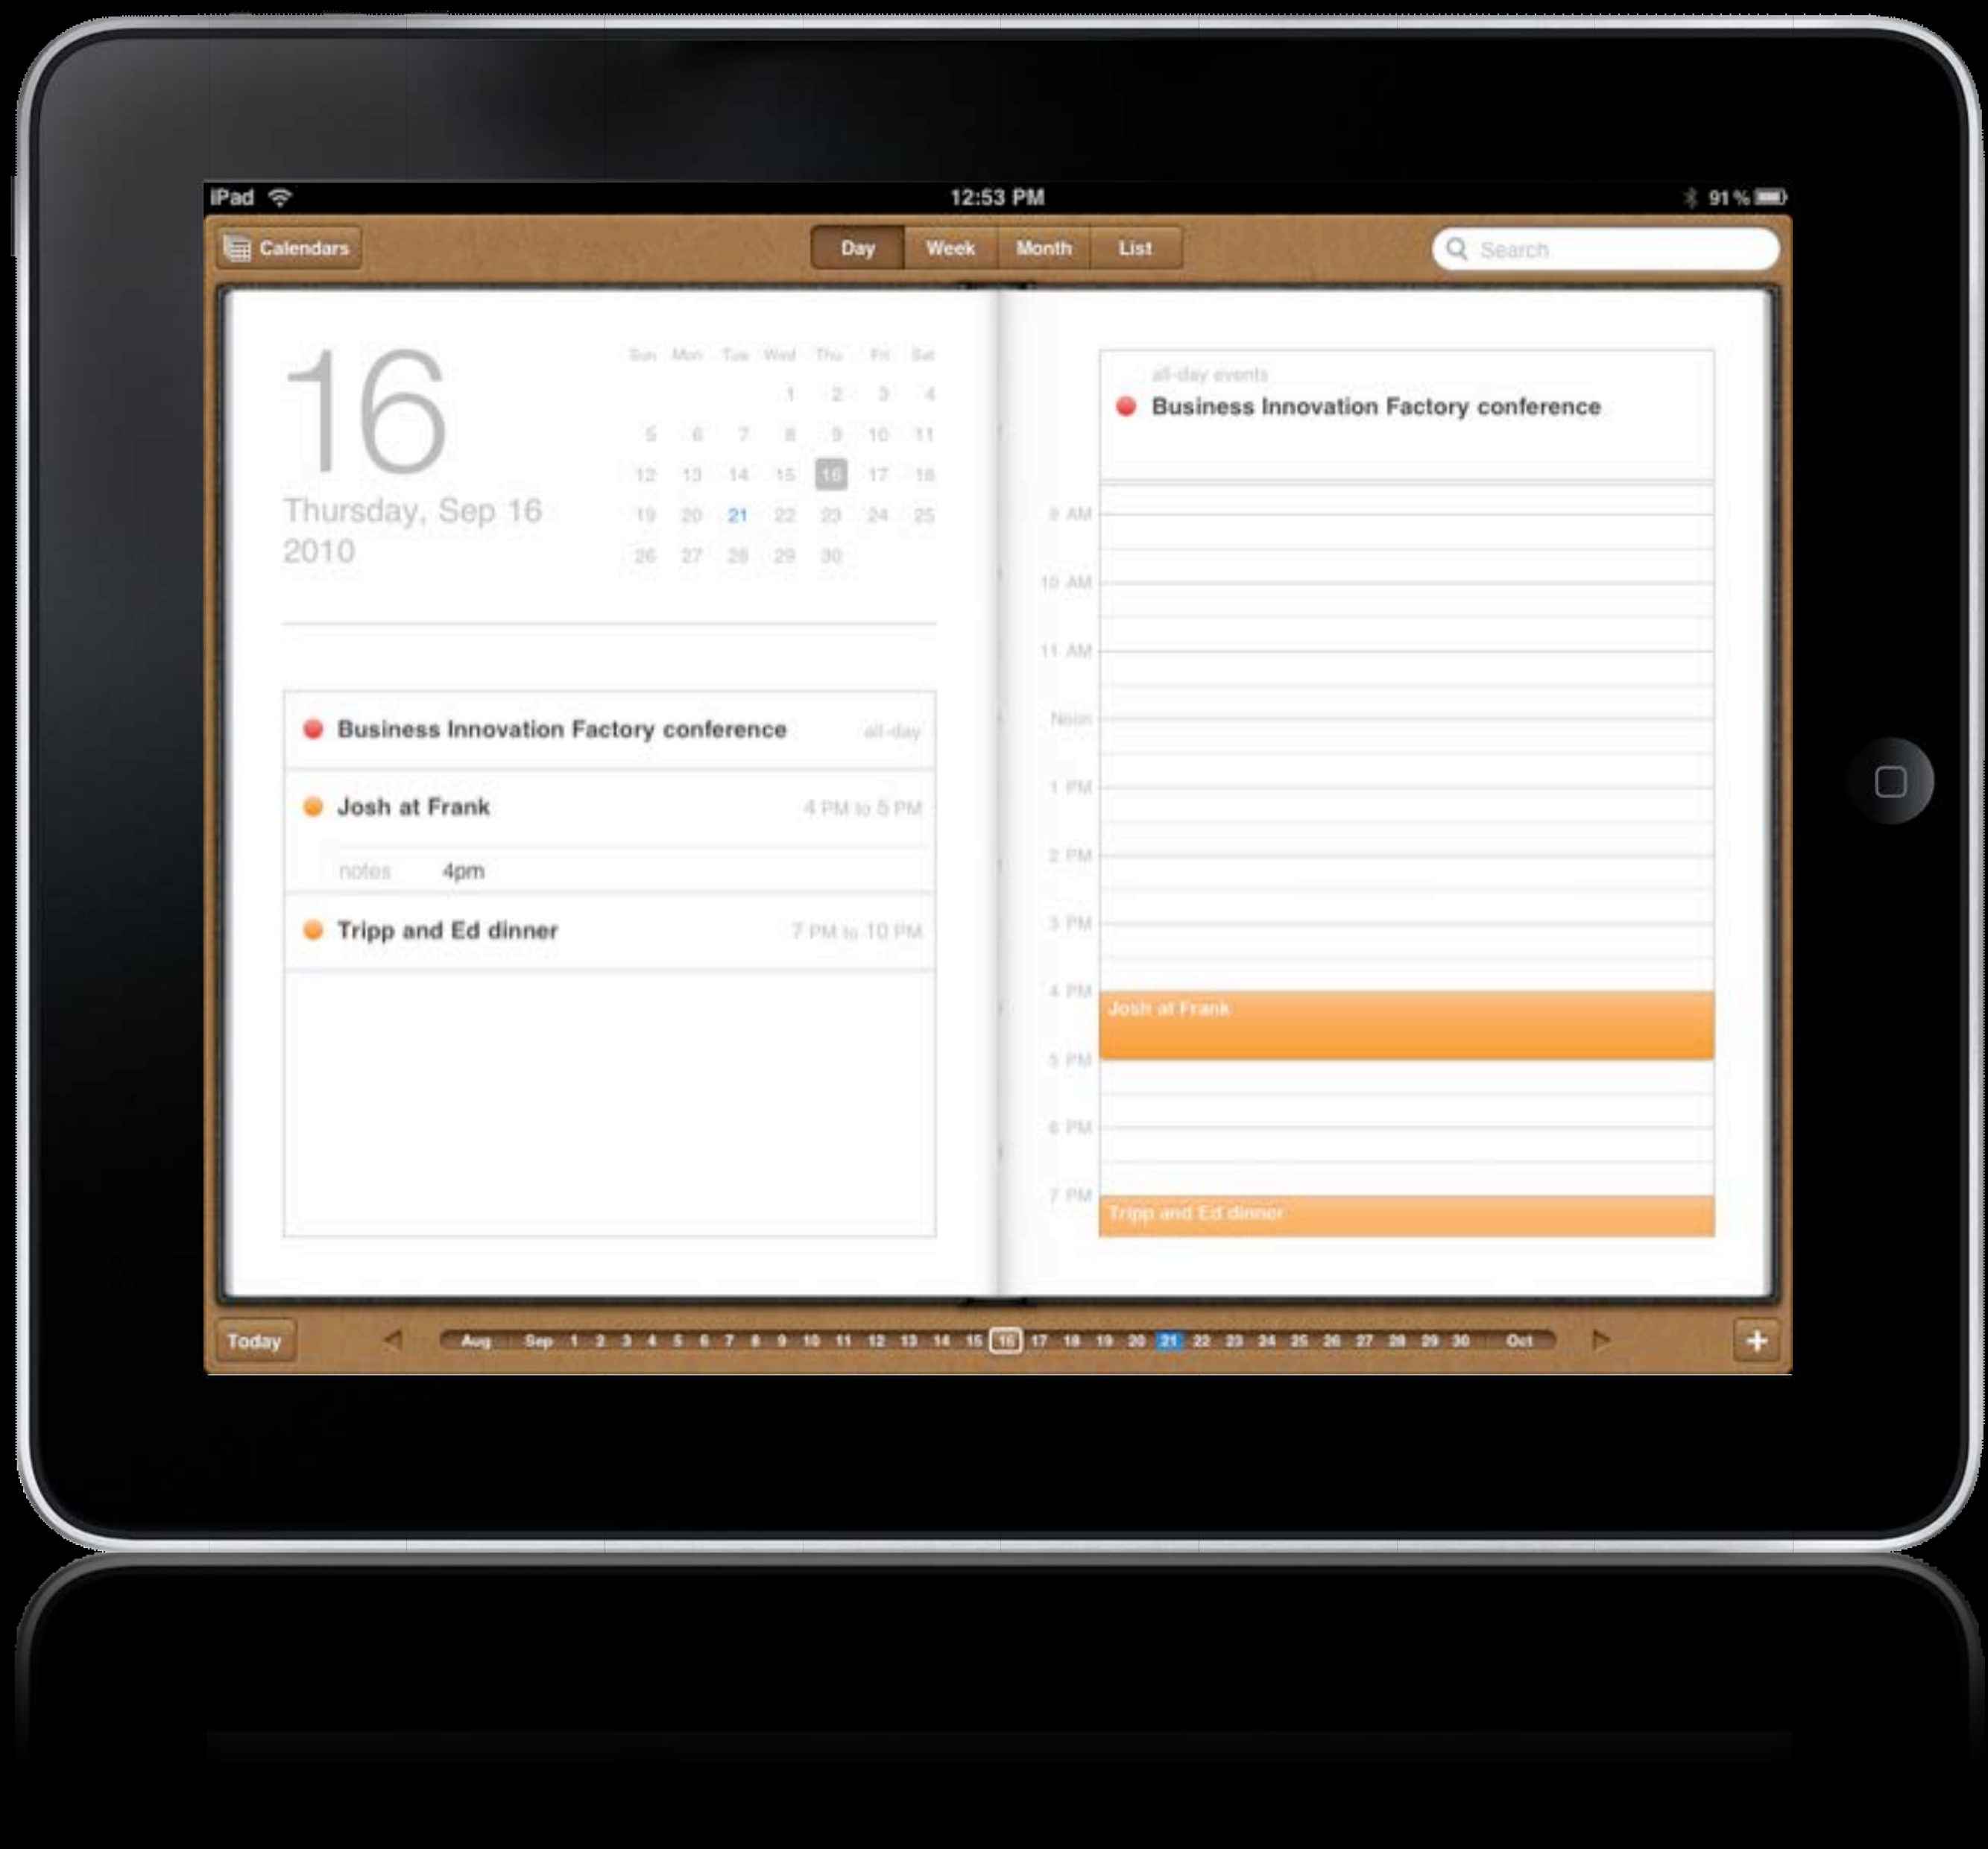 iPad 12:53 PM 91%
Calendars Day Week Month List Search
16
Thursday, Sep 16
2010
Sun Mon Tue Wed Thu Fri Sat
1 2 3 4
5 6 7 8 9 10 11
12 13 14 15 16 17 18
19 20 21 22 23 24 25
26 27 28 29 30
Business Innovation Factory conference all-day
Josh at Frank 4 PM to 5 PM
notes 4pm
Tripp and Ed dinner 7 PM to 10 PM
all-day events
Business Innovation Factory conference
9 AM
10 AM
11 AM
Noon
1 PM
2 PM
3 PM
4 PM
Josh at Frank
5 PM
6 PM
7 PM
Tripp and Ed dinner
Today Aug Sep 1 2 3 4 5 6 7 8 9 10 11 12 13 14 15 16 17 18 19 20 21 22 23 24 25 26 27 28 29 30 Oct +